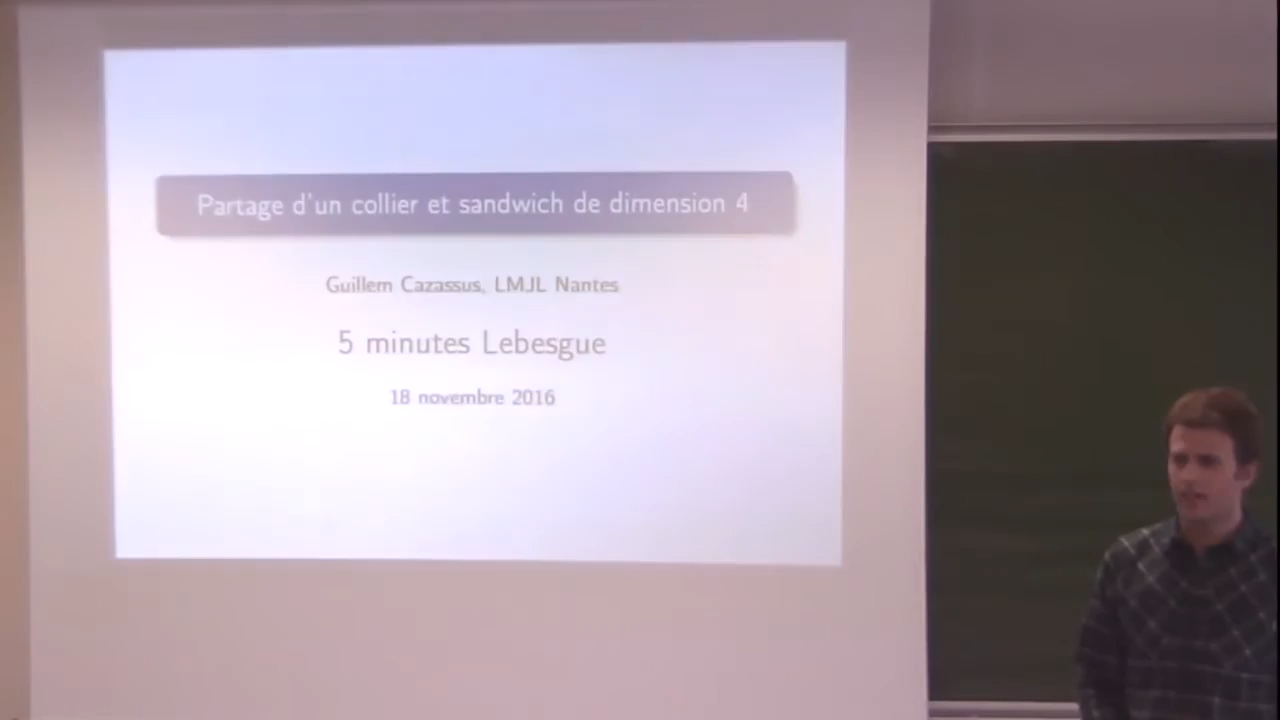 Partage d'un collier et sandwich de dimension 4
Guillem Cazassus, LMJL Nantes
5 minutes Lebesgue
18 novembre 2016